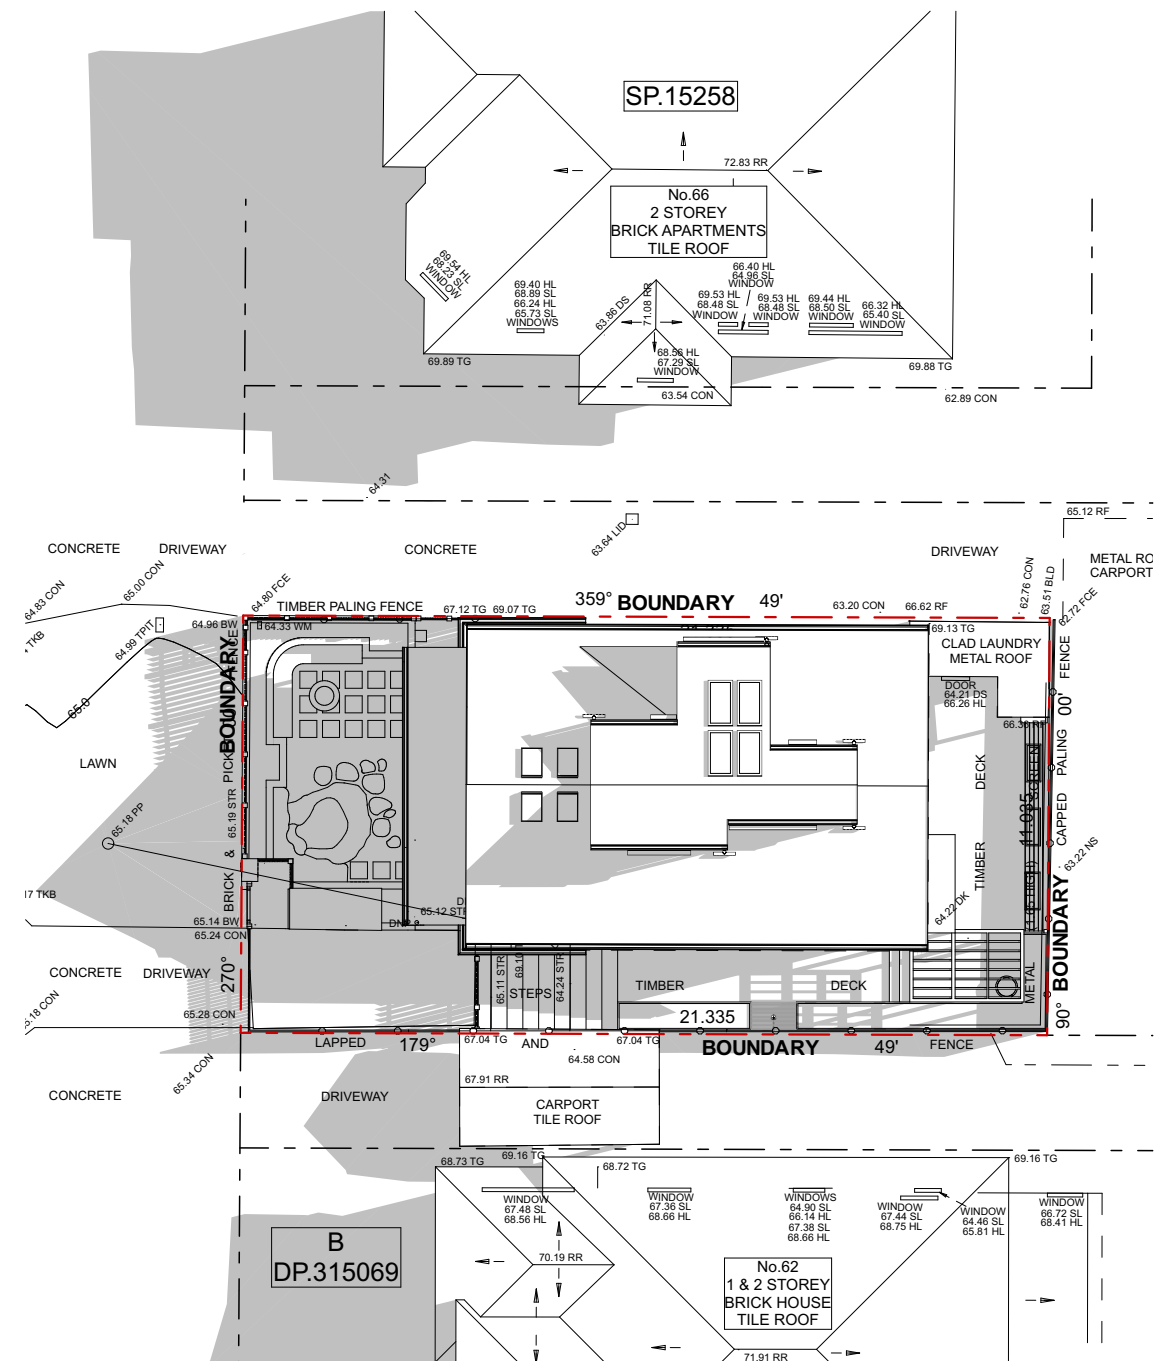 SP.15258
72.83 RR
No.66
2 STOREY
BRICK APARTMENTS
TILE ROOF
69.54 HL
68.23 SL
WINDOW
69.40 HL
68.89 SL
66.24 HL
65.73 SL
WINDOWS
63.86 DS
71.08 RR
66.40 HL
64.96 SL
WINDOW
69.53 HL
68.48 SL
WINDOW
69.53 HL
68.48 SL
WINDOW
69.44 HL
68.50 SL
WINDOW
66.32 HL
65.40 SL
WINDOW
68.56 HL
67.29 SL
WINDOW
69.89 TG
69.88 TG
63.54 CON
62.89 CON
64.31
65.12 RF
63.64 LID
CONCRETE
DRIVEWAY
CONCRETE
DRIVEWAY
METAL RO
CARPORT
64.83 CON
65.00 CON
64.80 FCE
62.76 CON
63.51 BLD
62.72 FCE
TIMBER PALING FENCE
67.12 TG
69.07 TG
359°
BOUNDARY
49'
63.20 CON
66.62 RF
TKB
64.99 TPIT
64.96 BW
64.33 WM
69.13 TG
CLAD LAUNDRY
METAL ROOF
FENCE
BOUNDARY
FENCE
DOOR
64.21 DS
66.26 HL
65.0
00'
LAWN
PICKET
DECK
SCREEN
PALING
65.19 STR
65.18 PP
11.035
CAPPED
63.22 NS
BRICK &
TIMBER
17 TKB
65.14 BW
65.24 CON
65.12 STR
64.22 DK
BOUNDARY
CONCRETE
DRIVEWAY
270°
65.11 STR
64.24 STR
STEPS
TIMBER
DECK
METAL
65.28 CON
21.335
90°
LAPPED
179°
67.04 TG
AND
67.04 TG
BOUNDARY
49'
FENCE
64.58 CON
65.34 CON
67.91 RR
CONCRETE
DRIVEWAY
CARPORT
TILE ROOF
68.73 TG
69.16 TG
68.72 TG
69.16 TG
WINDOW
67.48 SL
68.56 HL
WINDOW
67.36 SL
68.66 HL
WINDOWS
64.90 SL
66.14 HL
67.38 SL
68.66 HL
WINDOW
67.44 SL
68.75 HL
WINDOW
64.46 SL
65.81 HL
WINDOW
66.72 SL
68.41 HL
B
DP.315069
70.19 RR
No.62
1 & 2 STOREY
BRICK HOUSE
TILE ROOF
71.91 RR